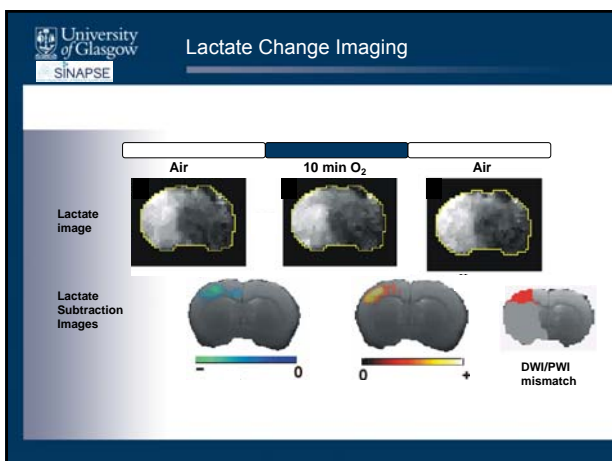 University
of Glasgow
SINAPSE
Lactate Change Imaging
Air
10 min O₂
Air
Lactate
image
Lactate
Subtraction
Images
-
0
0
+
DWI/PWI
mismatch